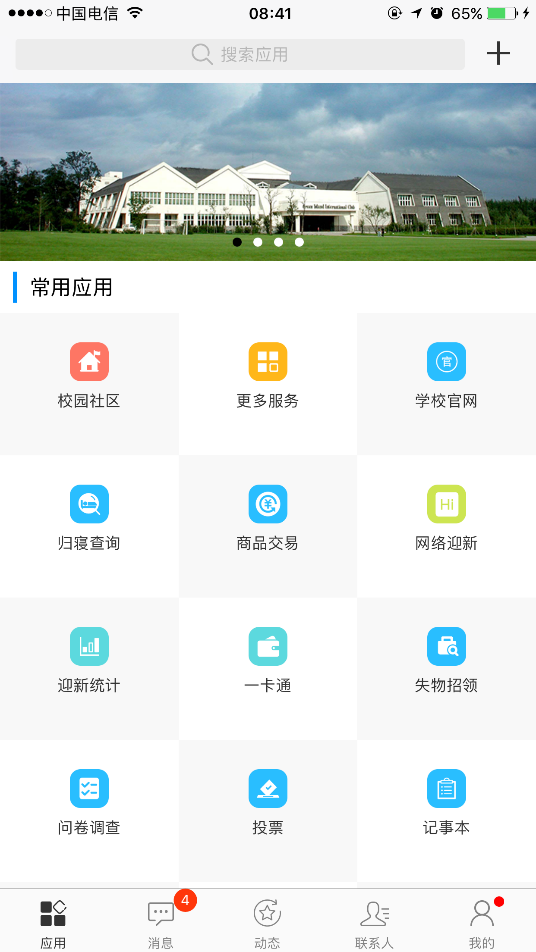 中国电信
08:41
65%
搜索应用
常用应用
校园社区
更多服务
官
学校官网
归寝查询
商品交易
Hi
网络迎新
迎新统计
一卡通
失物招领
问卷调查
投票
记事本
4
应用
消息
动态
联系人
我的